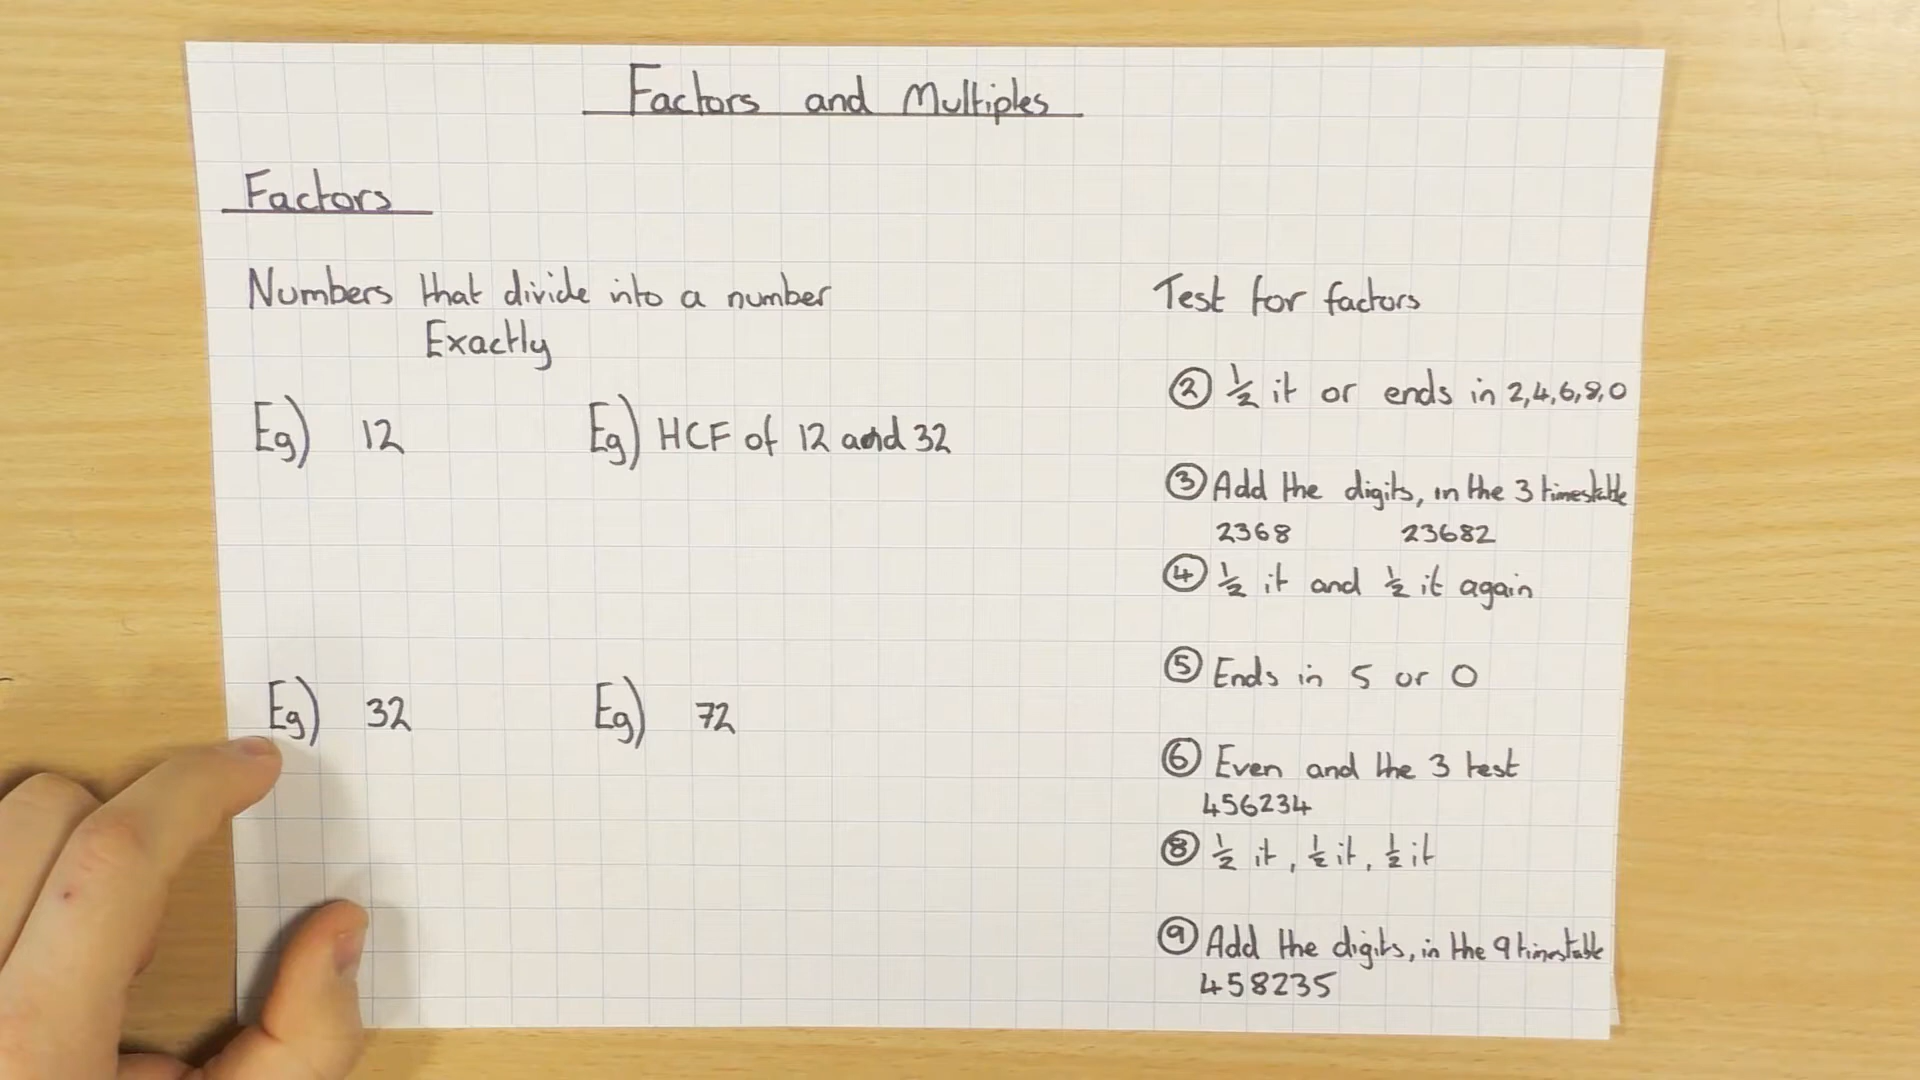 Factors and Multiples
Factors
Numbers that divide into a number
Exactly
Eg) 12
Eg) HCF of 12 and 32
Eg) 32
Eg) 72
Test for factors
② ½ it or ends in 2,4,6,8,0
③ Add the digits, in the 3 timestable
2368 23682
④ ½ it and ½ it again
⑤ Ends in 5 or 0
⑥ Even and the 3 test
456234
⑧ ½ it, ½ it, ½ it
⑨ Add the digits, in the 9 timestable
458235